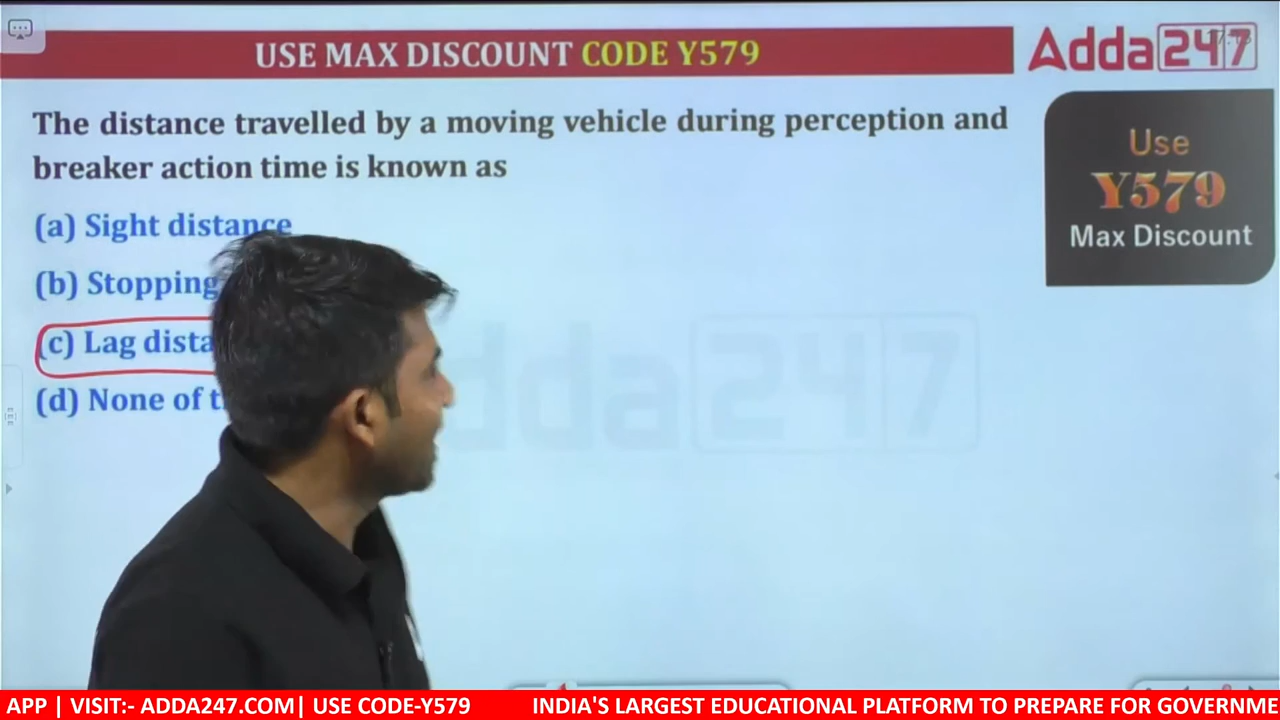 USE MAX DISCOUNT CODE Y579
Adda247
The distance travelled by a moving vehicle during perception and
breaker action time is known as
(a) Sight distance
(b) Stopping
(c) Lag
(d) None of
Use
Y579
Max Discount
Adda247
APP | VISIT:- ADDA247.COM| USE CODE-Y579 INDIA'S LARGEST EDUCATIONAL PLATFORM TO PREPARE FOR GOVERNME